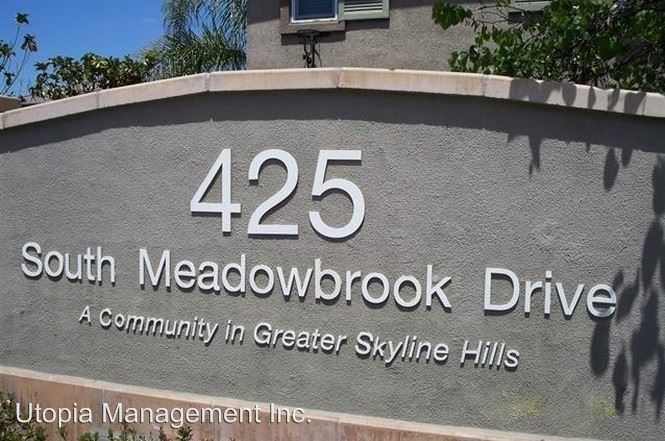 425
South Meadowbrook Drive
A Community in Greater Skyline Hills
Utopia Management Inc.